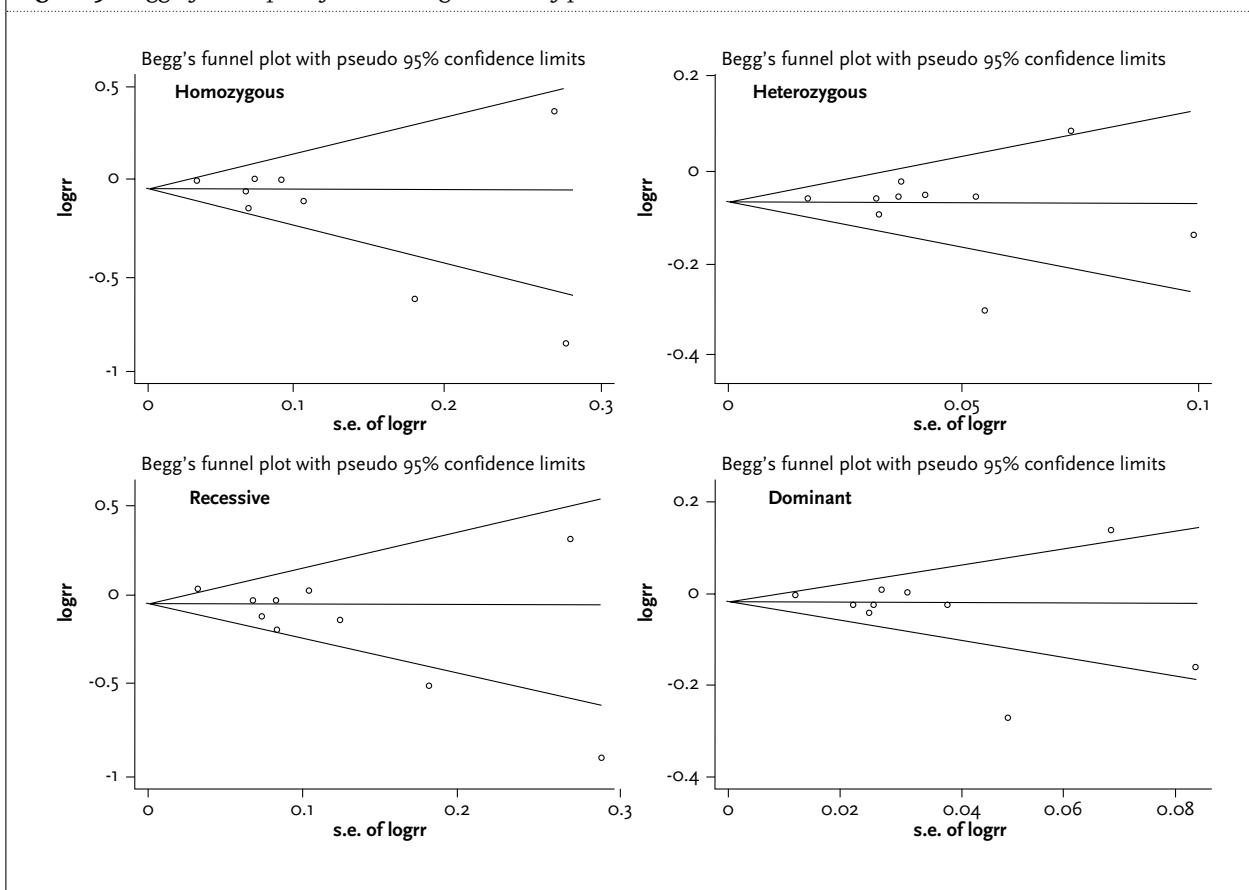 Begg's funnel plot with pseudo 95% confidence limits
Homozygous
0.5
0
-0.5
-1
logrr
0
0.1
0.2
0.3
s.e. of logrr
Begg's funnel plot with pseudo 95% confidence limits
Heterozygous
0.2
0
-0.2
-0.4
logrr
0
0.05
0.1
s.e. of logrr
Begg's funnel plot with pseudo 95% confidence limits
Recessive
0.5
0
-0.5
-1
logrr
0
0.1
0.2
0.3
s.e. of logrr
Begg's funnel plot with pseudo 95% confidence limits
Dominant
0.2
0
-0.2
-0.4
logrr
0
0.02
0.04
0.06
0.08
s.e. of logrr